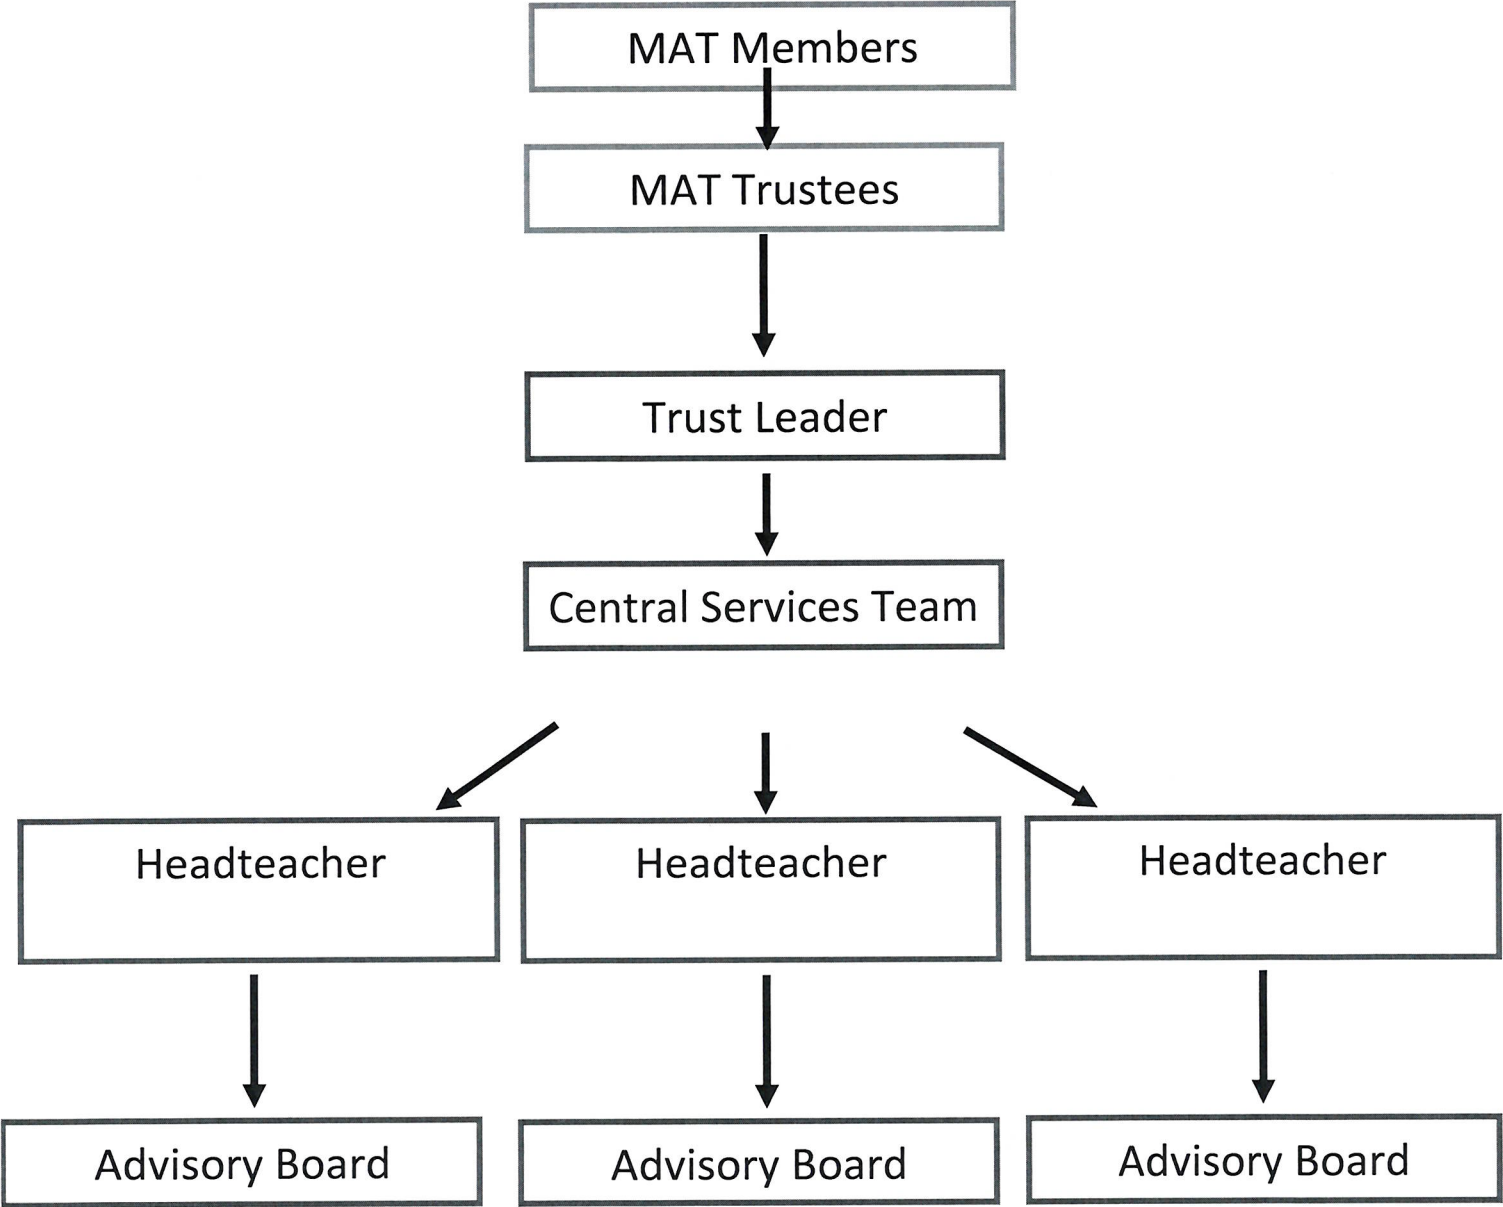 MAT Members
MAT Trustees
Trust Leader
Central Services Team
Headteacher
Headteacher
Headteacher
Advisory Board
Advisory Board
Advisory Board